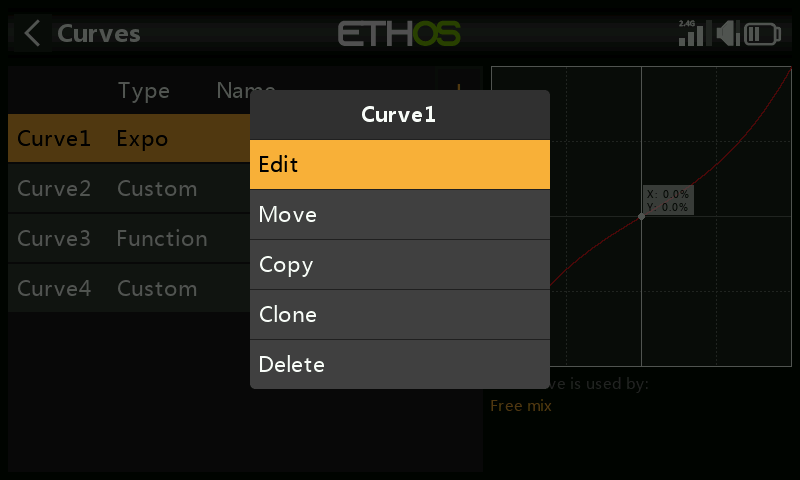 Curves
ETHOS
2.4G
Type Name
Curve1 Expo
Curve2 Custom
Curve3 Function
Curve4 Custom
Curve1
Edit
Move
Copy
Clone
Delete
X: 0.0%
Y: 0.0%
ve is used by:
Free mix